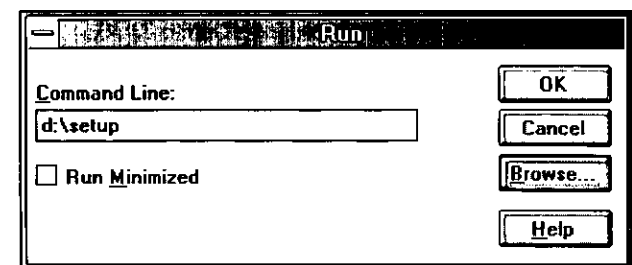 Run
Command Line:
d:\setup
Run Minimized
OK
Cancel
Browse...
Help